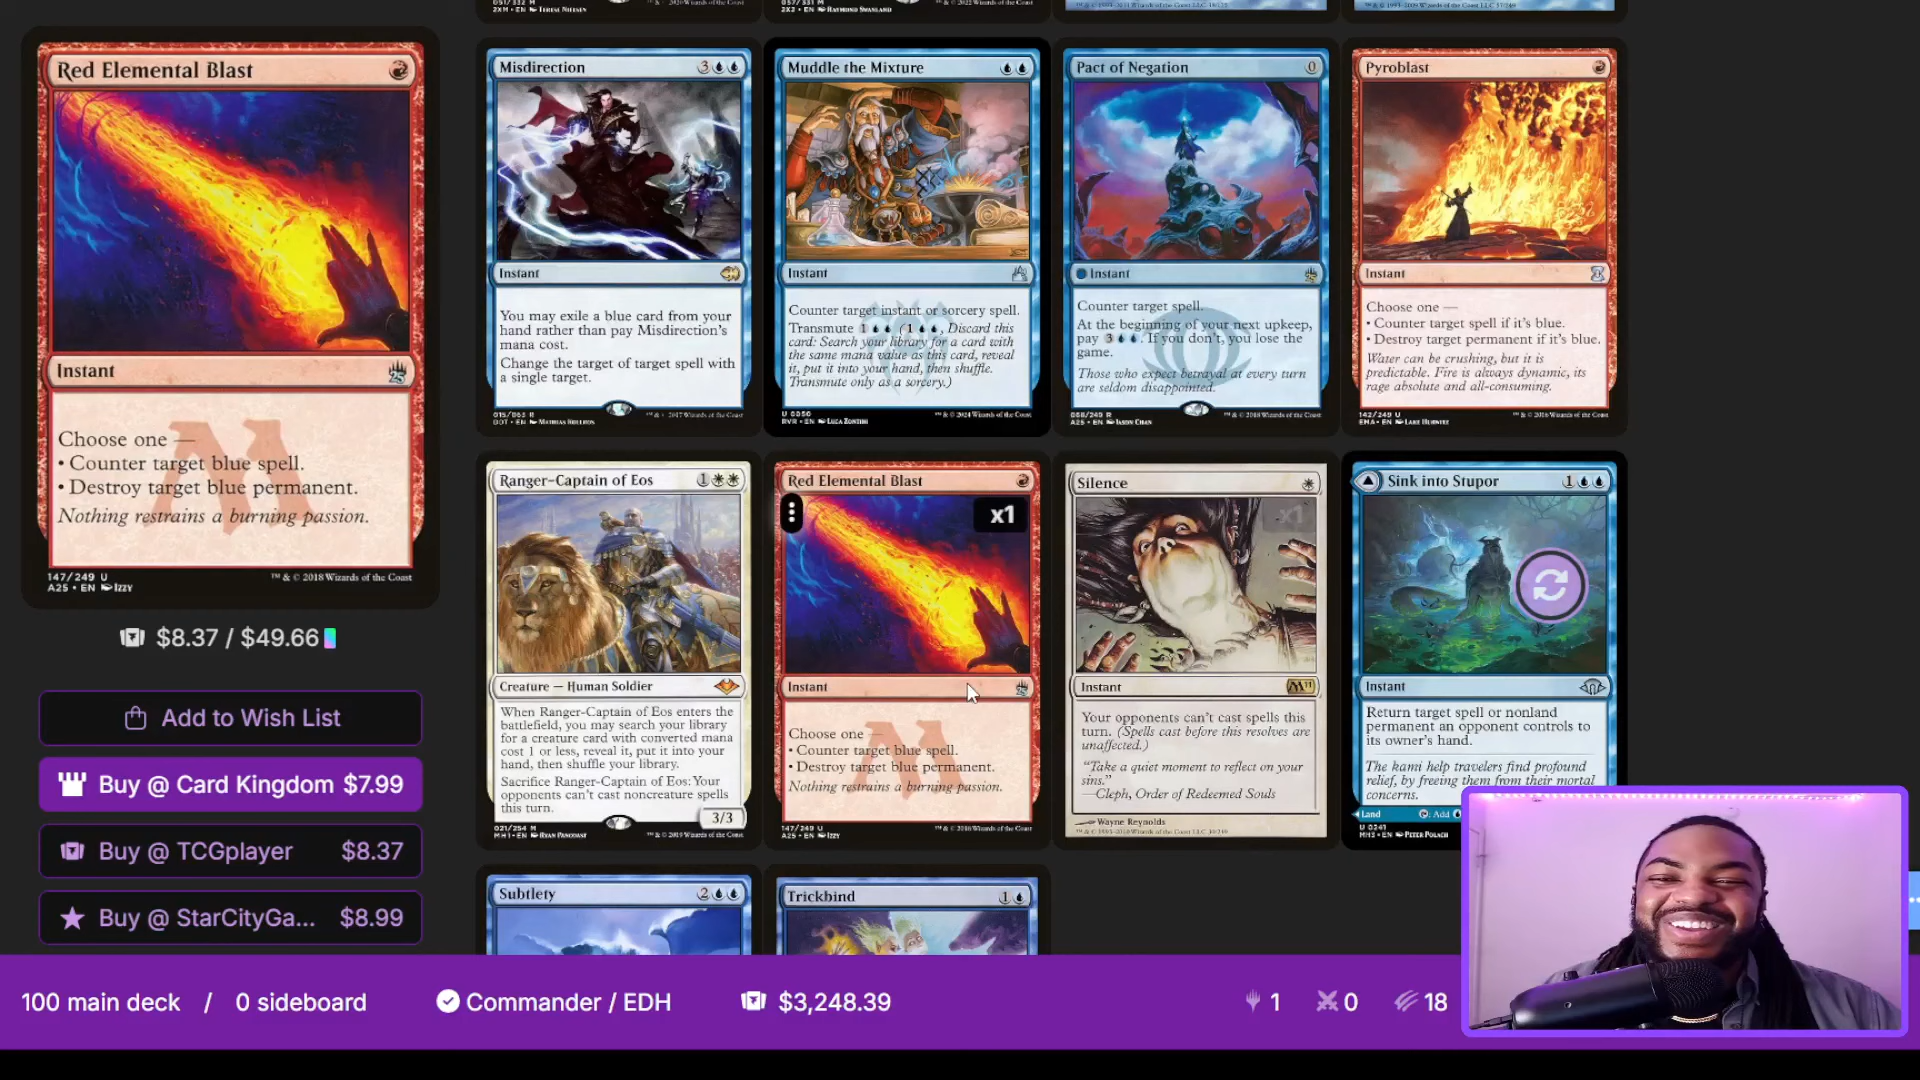 Red Elemental Blast
Instant
Choose one —
• Counter target blue spell.
• Destroy target blue permanent.
Nothing restrains a burning passion.
147/249 U
A25 • EN Izzy
™ & © 2018 Wizards of the Coast
$8.37 / $49.66
Add to Wish List
Buy @ Card Kingdom $7.99
Buy @ TCGplayer $8.37
Buy @ StarCityGa... $8.99
Misdirection 3
Instant
You may exile a blue card from your
hand rather than pay Misdirection's
mana cost.
Change the target of target spell with
a single target.
Muddle the Mixture
Instant
Counter target instant or sorcery spell.
Transmute 1 (1, Discard this
card: Search your library for a card with
the same mana value as this card, reveal
it, put it into your hand, then shuffle.
Transmute only as a sorcery.)
Pact of Negation 0
Instant
Counter target spell.
At the beginning of your next upkeep,
pay 3. If you don't, you lose the
game.
Those who expect betrayal at every turn
are seldom disappointed.
Pyroblast
Instant
Choose one —
• Counter target spell if it's blue.
• Destroy target permanent if it's blue.
Water can be crushing, but it is
predictable. Fire is always dynamic, its
rage absolute and all-consuming.
Ranger-Captain of Eos 1
Creature — Human Soldier
When Ranger-Captain of Eos enters the
battlefield, you may search your library
for a creature card with converted mana
cost 1 or less, reveal it, put it into your
hand, then shuffle your library.
Sacrifice Ranger-Captain of Eos: Your
opponents can't cast noncreature spells
this turn.
3/3
Red Elemental Blast
x1
Instant
Choose one —
• Counter target blue spell.
• Destroy target blue permanent.
Nothing restrains a burning passion.
Silence
x1
Instant
Your opponents can't cast spells this
turn. (Spells cast before this resolves are
unaffected.)
"Take a quiet moment to reflect on your
sins."
—Cleph, Order of Redeemed Souls
Wayne Reynolds
Sink into Stupor 1
Instant
Return target spell or nonland
permanent an opponent controls to
its owner's hand.
The kami help travelers find profound
relief, by freeing them from their mortal
concerns.
Land : Add
Subtlety 2
Trickbind 1
100 main deck / 0 sideboard
Commander / EDH
$3,248.39
1
0
18